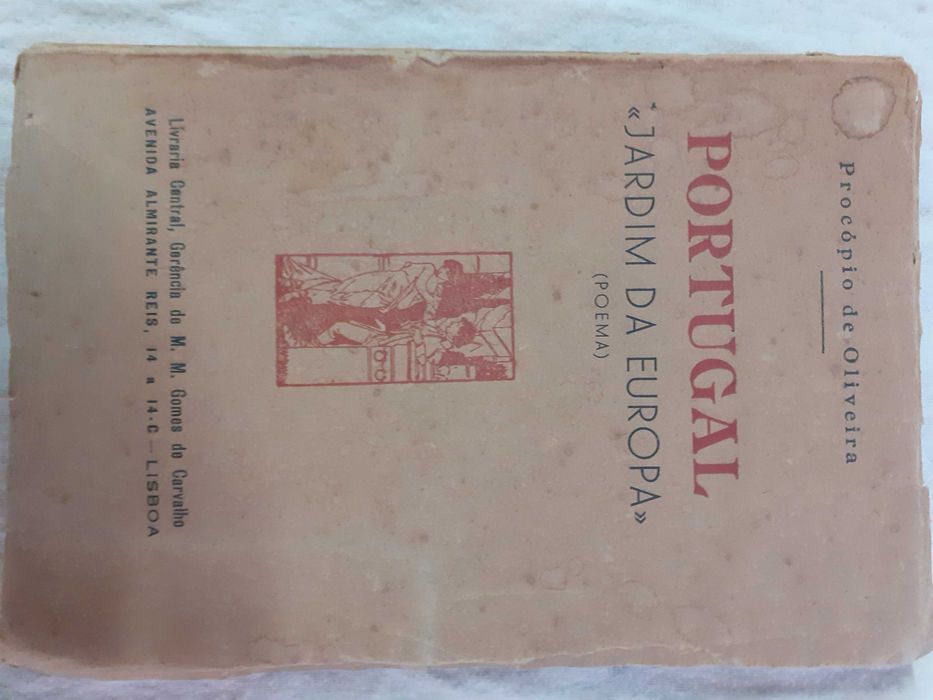 Procópio de Oliveira
PORTUGAL
«JARDIM DA EUROPA»
(POEMA)
Livraria Central, Gerência de M. M. Gomes de Carvalho
AVENIDA ALMIRANTE REIS, 14 a 14-C — LISBOA